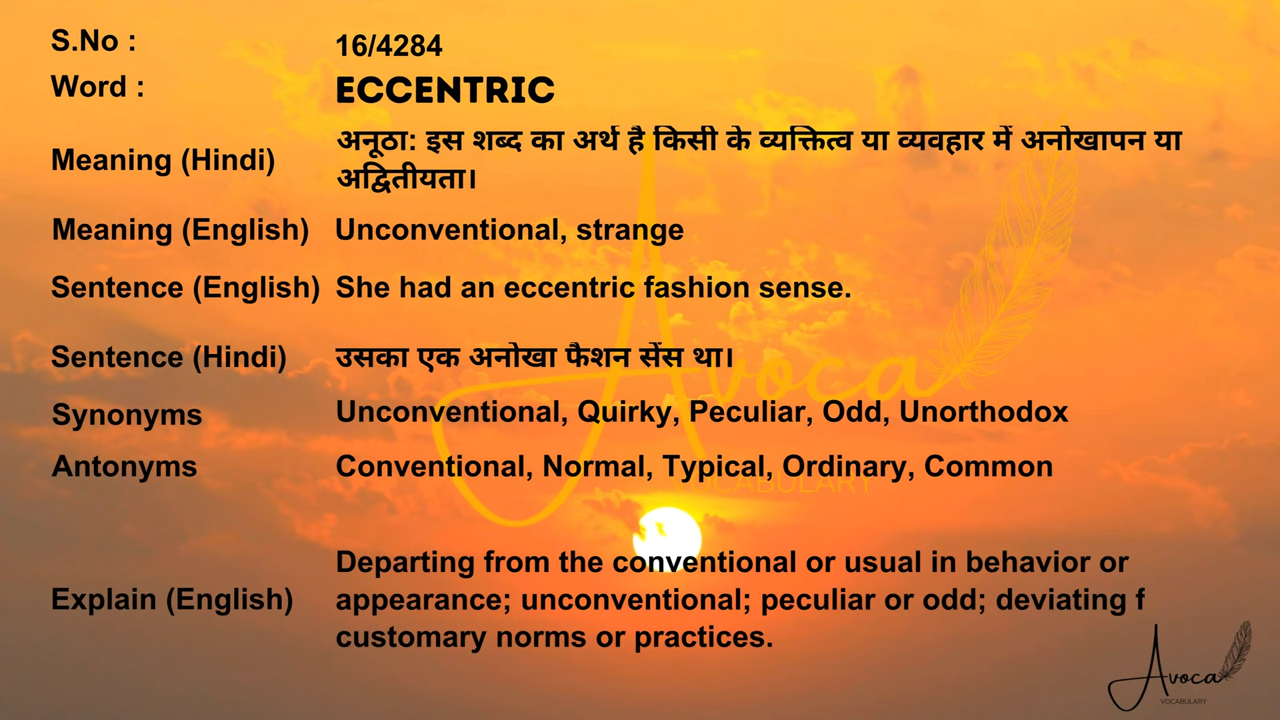 S.No : 16/4284
Word : ECCENTRIC
Meaning (Hindi) अनूठा: इस शब्द का अर्थ है किसी के व्यक्तित्व या व्यवहार में अनोखापन या
अद्वितीयता।
Meaning (English) Unconventional, strange
Sentence (English) She had an eccentric fashion sense.
Sentence (Hindi) उसका एक अनोखा फैशन सेंस था।
Synonyms Unconventional, Quirky, Peculiar, Odd, Unorthodox
Antonyms Conventional, Normal, Typical, Ordinary, Common
Departing from the conventional or usual in behavior or
Explain (English) appearance; unconventional; peculiar or odd; deviating f
customary norms or practices.
Avoca
VOCABULARY
Avoca
VOCABULARY